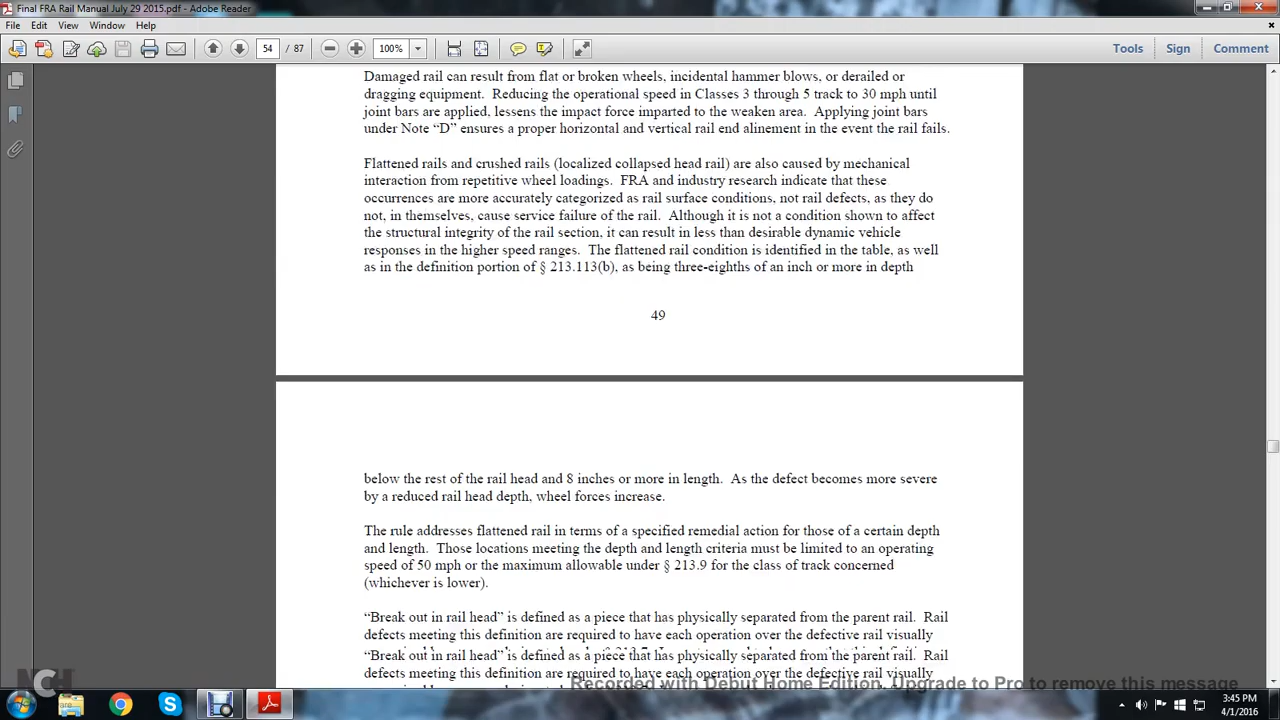 Final FRA Rail Manual July 29 2015.pdf - Adobe Reader
File Edit View Window Help
54 / 87 100% Tools Sign Comment
Damaged rail can result from flat or broken wheels, incidental hammer blows, or derailed or
dragging equipment. Reducing the operational speed in Classes 3 through 5 track to 30 mph until
joint bars are applied, lessens the impact force imparted to the weaken area. Applying joint bars
under Note “D” ensures a proper horizontal and vertical rail end alinement in the event the rail fails.
Flattened rails and crushed rails (localized collapsed head rail) are also caused by mechanical
interaction from repetitive wheel loadings. FRA and industry research indicate that these
occurrences are more accurately categorized as rail surface conditions, not rail defects, as they do
not, in themselves, cause service failure of the rail. Although it is not a condition shown to affect
the structural integrity of the rail section, it can result in less than desirable dynamic vehicle
responses in the higher speed ranges. The flattened rail condition is identified in the table, as well
as in the definition portion of § 213.113(b), as being three-eighths of an inch or more in depth
49
below the rest of the rail head and 8 inches or more in length. As the defect becomes more severe
by a reduced rail head depth, wheel forces increase.
The rule addresses flattened rail in terms of a specified remedial action for those of a certain depth
and length. Those locations meeting the depth and length criteria must be limited to an operating
speed of 50 mph or the maximum allowable under § 213.9 for the class of track concerned
(whichever is lower).
“Break out in rail head” is defined as a piece that has physically separated from the parent rail. Rail
defects meeting this definition are required to have each operation over the defective rail visually
“Break out in rail head” is defined as a piece that has physically separated from the parent rail. Rail
defects meeting this definition are required to have each operation over the defective rail visually
Recorded with Debut Home Edition. Upgrade to Pro to remove this message
NCH
3:45 PM
4/1/2016